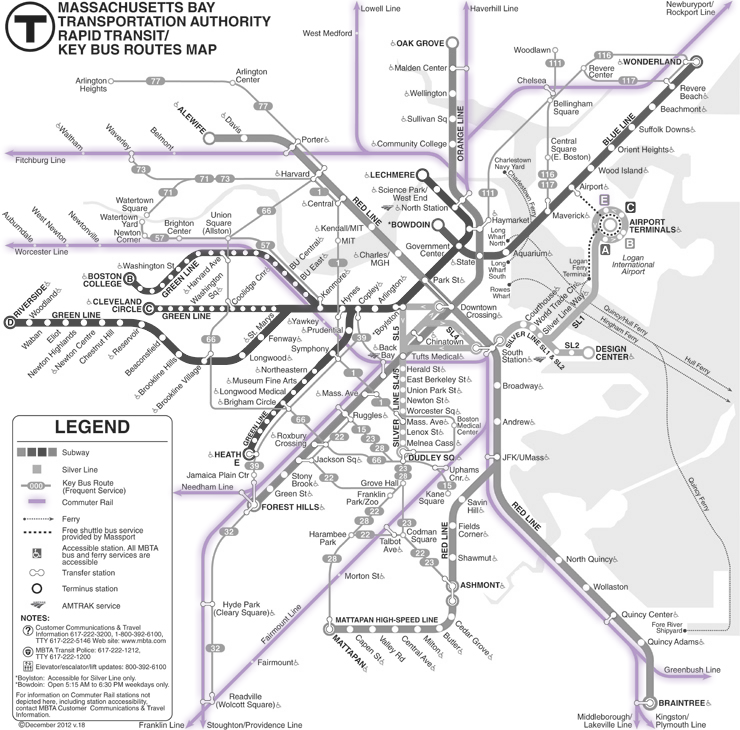 MASSACHUSETTS BAY
TRANSPORTATION AUTHORITY
RAPID TRANSIT/
KEY BUS ROUTES MAP
T
Lowell Line
Haverhill Line
Newburyport/
Rockport Line
West Medford
OAK GROVE
Malden Center
Wellington
Sullivan Sq
Community College
ORANGE LINE
Woodlawn
111
116
117
Revere
Center
WONDERLAND
Chelsea
Bellingham
Square
Revere
Beach
Beachmont
Suffolk Downs
BLUE LINE
Orient Heights
Wood Island
Central
Square
(E. Boston)
116
117
Airport
Maverick
Arlington
Heights
77
Arlington
Center
77
ALEWIFE
Davis
Porter
Waltham
Waverley
Belmont
Fitchburg Line
73
71
73
71
Harvard
1
Central
RED LINE
Kendall/MIT
MIT
1
Charles/
MGH
LECHMERE
Science Park/
West End
North Station
*BOWDOIN
Government
Center
111
Haymarket
Charlestown
Navy Yard
Charlestown Ferry
Long
Wharf
North
Aquarium
Long
Wharf
South
Rowes
Wharf
State
Park St
Downtown
Crossing
E
C
B
A
AIRPORT
TERMINALS
Logan
International
Airport
Logan
Ferry
Terminal
Watertown
Square
Watertown
Yard
Newton
Corner
57
Brighton
Center
Union
Square
(Allston)
66
57
Auburndale
West Newton
Newtonville
Worcester Line
Washington St
GREEN LINE
Harvard Ave
Washington
Sq
Coolidge Cnr
BU Central
BU East
Kenmore
B
BOSTON
COLLEGE
C
CLEVELAND
CIRCLE
GREEN LINE
RIVERSIDE
D
Woodland
GREEN LINE
Waban
Eliot
Newton Highlands
Newton Centre
Chestnut Hill
Reservoir
Beaconsfield
Brookline Hills
Brookline Village
66
St. Marys
Fenway
Longwood
Hynes
Copley
Arlington
*Boylston
SL5
SL4
Chinatown
Yawkey
Prudential
Symphony
39
Back
Bay
Tufts Medical
Northeastern
Museum Fine Arts
Longwood Medical
Brigham Circle
GREEN LINE
HEATH
E
39
Mass. Ave
1
1
Ruggles
Roxbury
Crossing
66
22
15
23
28
66
22
Jackson Sq
Stony
Brook
Green St
Jamaica Plain Ctr
Needham Line
FOREST HILLS
SILVER LINE SL4/5
Herald St
East Berkeley St
Union Park St
Newton St
Worcester Sq
Mass. Ave
Lenox St
Melnea Cass
Boston
Medical
Center
DUDLEY SQ
23
28
Uphams
Cnr.
15
Kane
Square
Grove Hall
Franklin
Park/Zoo
22
28
22
23
Harambee
Park
28
Talbot
Ave
Codman
Square
22
23
Morton St
Courthouse
World Trade Ctr
Silver Line Way
SILVER LINE SL1 & SL2
SL1
SL2
DESIGN
CENTER
South
Station
Broadway
Andrew
JFK/UMass
Savin
Hill
Fields
Corner
RED LINE
Shawmut
ASHMONT
RED LINE
North Quincy
Wollaston
Quincy Center
Quincy Adams
BRAINTREE
Fore River
Shipyard
Greenbush Line
Middleborough/
Lakeville Line
Kingston/
Plymouth Line
Quincy/Hull Ferry
Hingham Ferry
Hull Ferry
Quincy Ferry
MATTAPAN HIGH-SPEED LINE
MATTAPAN
Capen St
Valley Rd
Central Ave
Milton
Butler
Cedar Grove
32
Hyde Park
(Cleary Square)
32
Fairmount Line
Fairmount
Readville
(Wolcott Square)
Franklin Line
Stoughton/Providence Line
LEGEND
Subway
Silver Line
000
Key Bus Route
(Frequent Service)
Commuter Rail
Ferry
Free shuttle bus service
provided by Massport
Accessible station. All MBTA
bus and ferry services are
accessible
Transfer station
Terminus station
AMTRAK service
NOTES:
? Customer Communications & Travel
Information 617-222-3200, 1-800-392-6100,
TTY 617-222-5146 Web site: www.mbta.com
MBTA Transit Police: 617-222-1212,
TTY 617-222-1200
Elevator/escalator/lift updates: 800-392-6100
*Boylston: Accessible for Silver Line only.
*Bowdoin: Open 5:15 AM to 6:30 PM weekdays only.
For information on Commuter Rail stations not
depicted here, including station accessibility,
contact MBTA Customer Communications & Travel
Information.
©December 2012 v.18